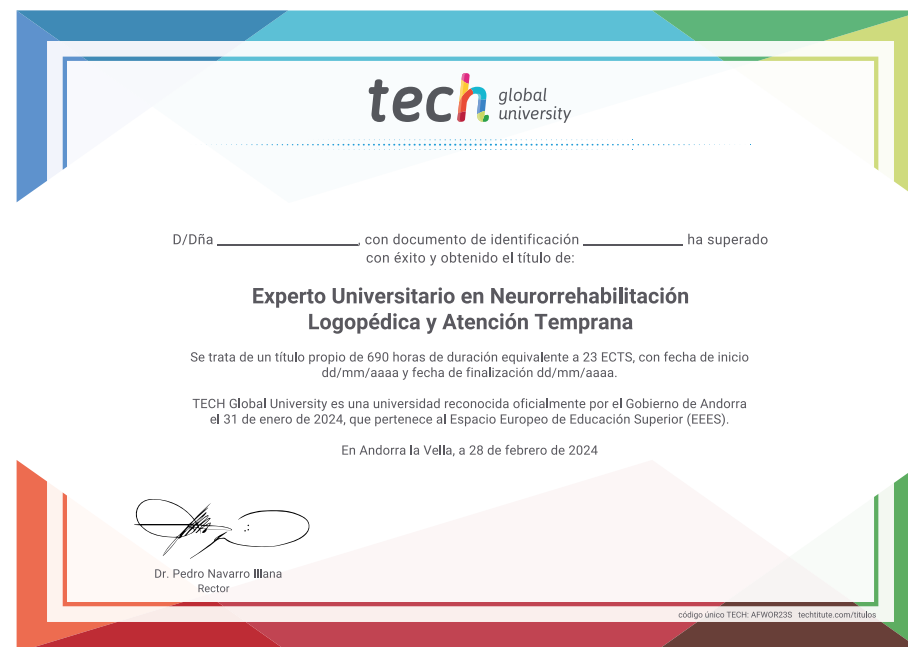 tech global
university
D/Dña ____________________, con documento de identificación ______________ ha superado
con éxito y obtenido el título de:
Experto Universitario en Neurorrehabilitación
Logopédica y Atención Temprana
Se trata de un título propio de 690 horas de duración equivalente a 23 ECTS, con fecha de inicio
dd/mm/aaaa y fecha de finalización dd/mm/aaaa.
TECH Global University es una universidad reconocida oficialmente por el Gobierno de Andorra
el 31 de enero de 2024, que pertenece al Espacio Europeo de Educación Superior (EEES).
En Andorra la Vella, a 28 de febrero de 2024
Dr. Pedro Navarro Illana
Rector
código único TECH: AFWOR23S techtitute.com/titulos